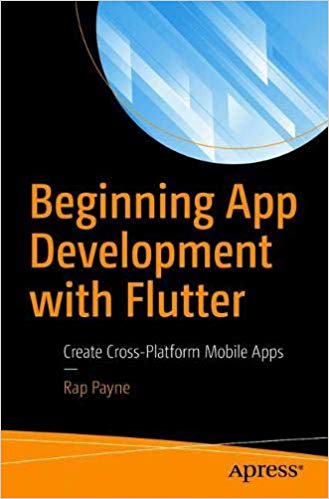 Beginning App
Development
with Flutter
Create Cross-Platform Mobile Apps
—
Rap Payne
Apress®